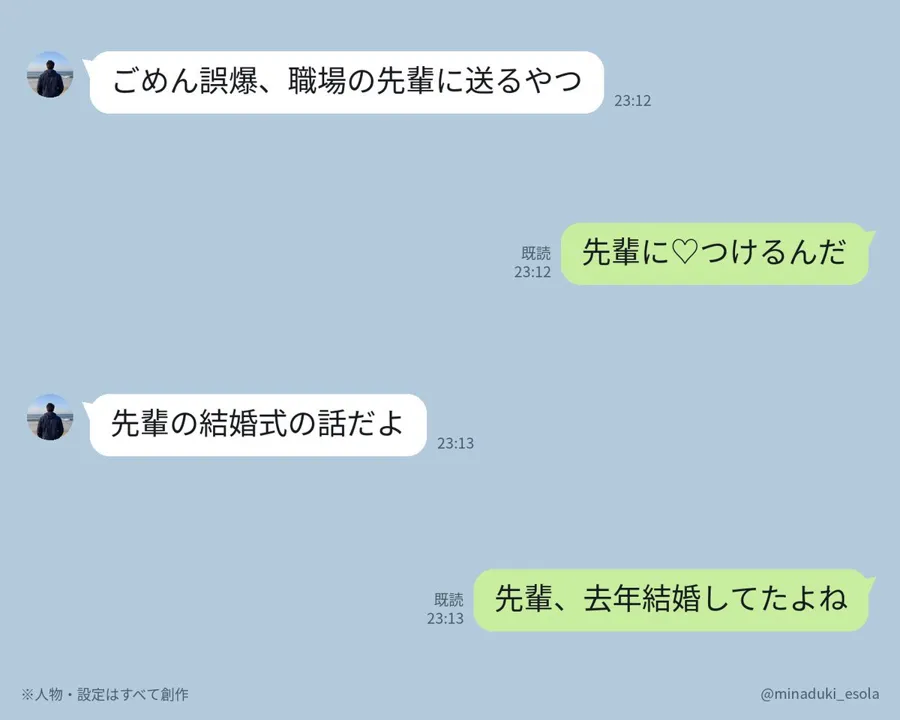 ごめん誤爆、職場の先輩に送るやつ
23:12
先輩に♡つけるんだ
既読
23:12
先輩の結婚式の話だよ
23:13
先輩、去年結婚してたよね
既読
23:13
※人物・設定はすべて創作
@minaduki_esola